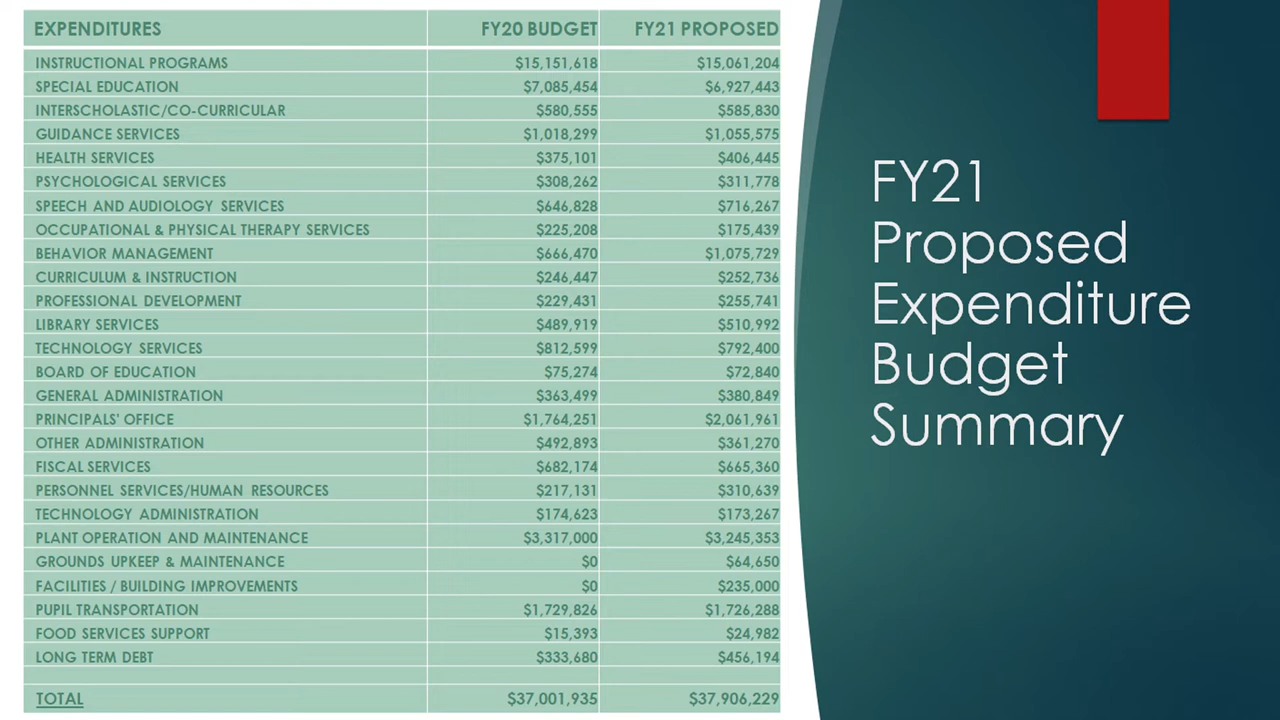 EXPENDITURES FY20 BUDGET FY21 PROPOSED
INSTRUCTIONAL PROGRAMS $15,151,618 $15,061,204
SPECIAL EDUCATION $7,085,454 $6,927,443
INTERSCHOLASTIC/CO-CURRICULAR $580,555 $585,830
GUIDANCE SERVICES $1,018,299 $1,055,575
HEALTH SERVICES $375,101 $406,445
PSYCHOLOGICAL SERVICES $308,262 $311,778
SPEECH AND AUDIOLOGY SERVICES $646,828 $716,267
OCCUPATIONAL & PHYSICAL THERAPY SERVICES $225,208 $175,439
BEHAVIOR MANAGEMENT $666,470 $1,075,729
CURRICULUM & INSTRUCTION $246,447 $252,736
PROFESSIONAL DEVELOPMENT $229,431 $255,741
LIBRARY SERVICES $489,919 $510,992
TECHNOLOGY SERVICES $812,599 $792,400
BOARD OF EDUCATION $75,274 $72,840
GENERAL ADMINISTRATION $363,499 $380,849
PRINCIPALS' OFFICE $1,764,251 $2,061,961
OTHER ADMINISTRATION $492,893 $361,270
FISCAL SERVICES $682,174 $665,360
PERSONNEL SERVICES/HUMAN RESOURCES $217,131 $310,639
TECHNOLOGY ADMINISTRATION $174,623 $173,267
PLANT OPERATION AND MAINTENANCE $3,317,000 $3,245,353
GROUNDS UPKEEP & MAINTENANCE $0 $64,650
FACILITIES / BUILDING IMPROVEMENTS $0 $235,000
PUPIL TRANSPORTATION $1,729,826 $1,726,288
FOOD SERVICES SUPPORT $15,393 $24,982
LONG TERM DEBT $333,680 $456,194
TOTAL $37,001,935 $37,906,229
FY21
Proposed
Expenditure
Budget
Summary